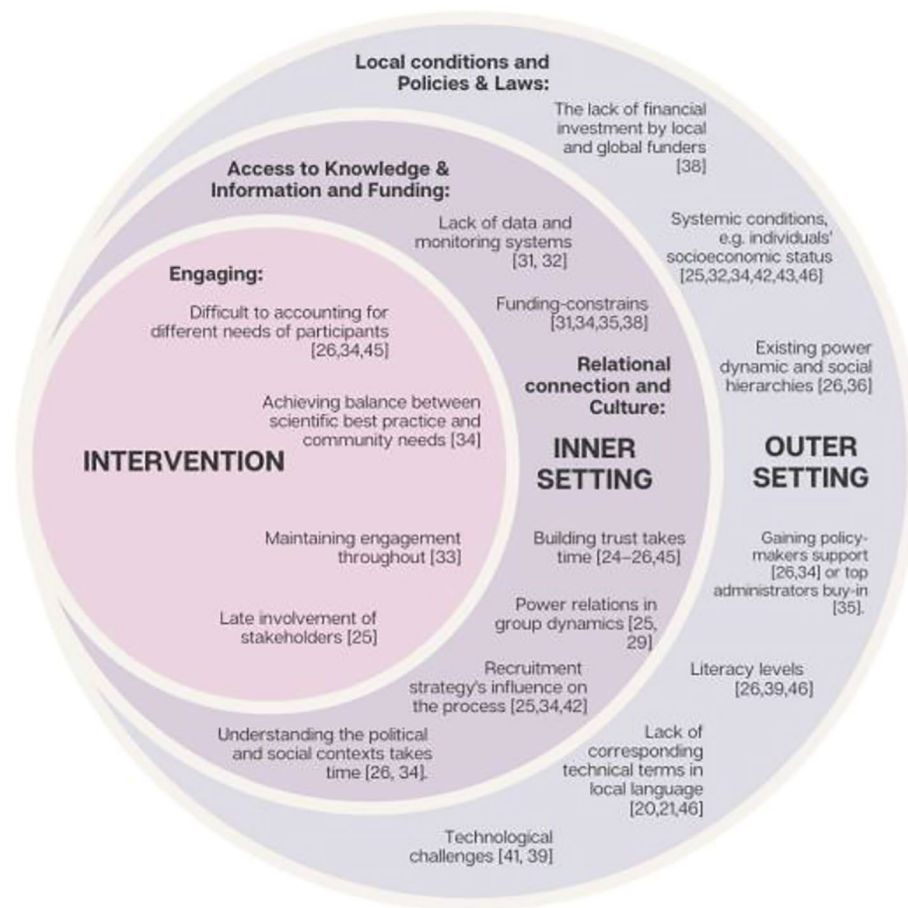 Local conditions and
Policies & Laws:
The lack of financial
investment by local
and global funders
[38]
Systemic conditions,
e.g. individuals'
socioeconomic status
[25,32,34,42,43,46]
Existing power
dynamic and social
hierarchies [26,36]
OUTER
SETTING
Gaining policy-
makers support
[26,34] or top
administrators buy-in
[35].
Literacy levels
[26,39,46]
Lack of
corresponding
technical terms in
local language
[20,21,46]
Technological
challenges [41, 39]
Access to Knowledge &
Information and Funding:
Lack of data and
monitoring systems
[31, 32]
Funding-constrains
[31,34,35,38]
Relational
connection and
Culture:
INNER
SETTING
Building trust takes
time [24–26,45]
Power relations in
group dynamics [25,
29]
Recruitment
strategy's influence on
the process [25,34,42]
Understanding the political
and social contexts takes
time [26, 34].
Engaging:
Difficult to accounting for
different needs of participants
[26,34,45]
Achieving balance between
scientific best practice and
community needs [34]
INTERVENTION
Maintaining engagement
throughout [33]
Late involvement of
stakeholders [25]